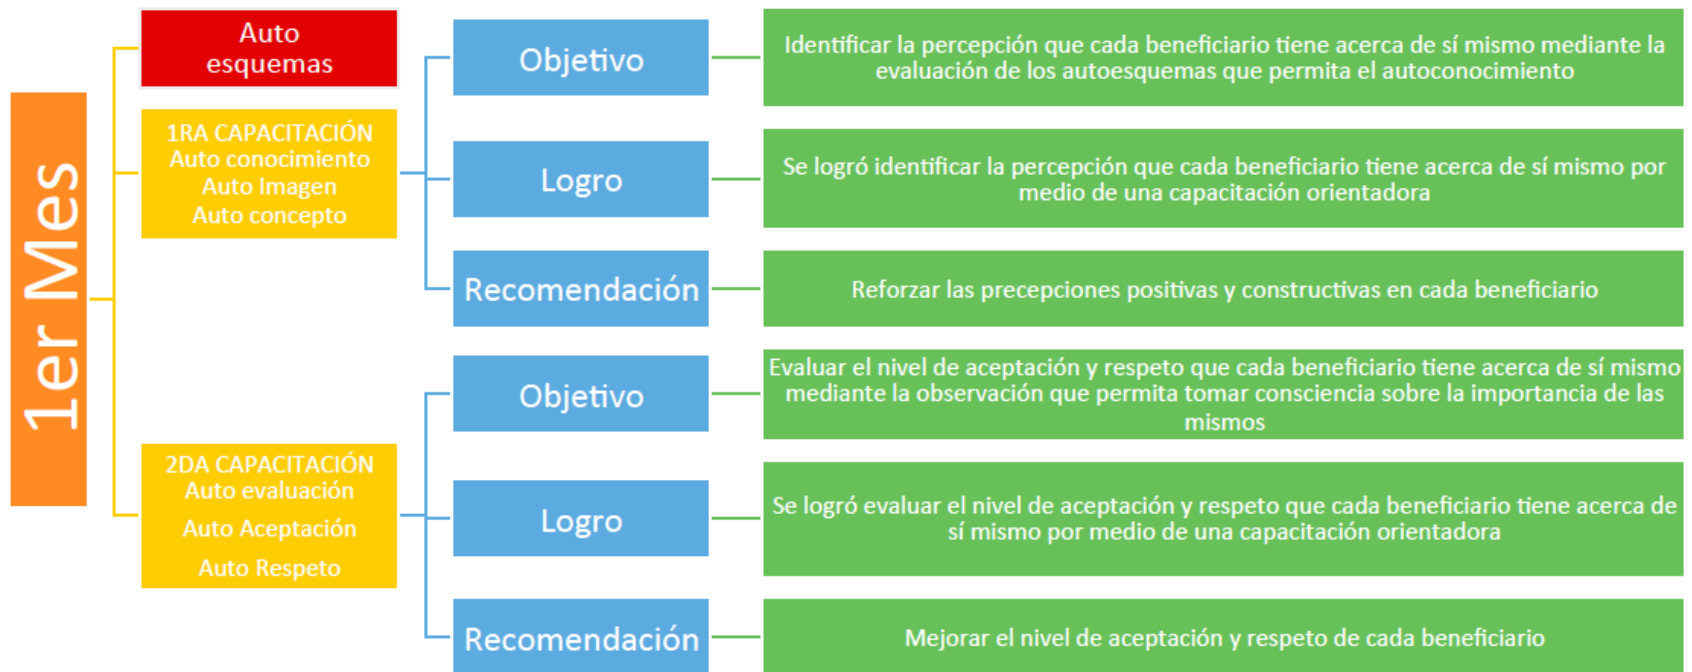 1er Mes
Auto
esquemas
1RA CAPACITACIÓN
Auto conocimiento
Auto Imagen
Auto concepto
Objetivo
Identificar la percepción que cada beneficiario tiene acerca de sí mismo mediante la
evaluación de los autoesquemas que permita el autoconocimiento
Logro
Se logró identificar la percepción que cada beneficiario tiene acerca de sí mismo por
medio de una capacitación orientadora
Recomendación
Reforzar las precepciones positivas y constructivas en cada beneficiario
2DA CAPACITACIÓN
Auto evaluación
Auto Aceptación
Auto Respeto
Objetivo
Evaluar el nivel de aceptación y respeto que cada beneficiario tiene acerca de sí mismo
mediante la observación que permita tomar consciencia sobre la importancia de las
mismos
Logro
Se logró evaluar el nivel de aceptación y respeto que cada beneficiario tiene acerca de
sí mismo por medio de una capacitación orientadora
Recomendación
Mejorar el nivel de aceptación y respeto de cada beneficiario